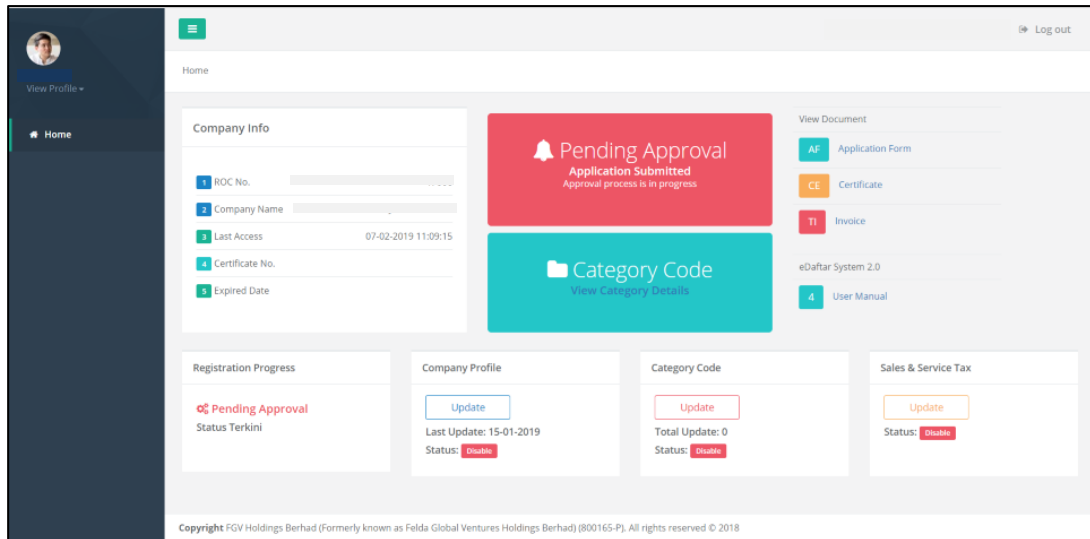 Log out
View Profile
Home
Home
Company Info
1 ROC No.
2 Company Name
3 Last Access 07-02-2019 11:09:15
4 Certificate No.
5 Expired Date
Pending Approval
Application Submitted
Approval process is in progress
Category Code
View Category Details
View Document
AF Application Form
CE Certificate
TI Invoice
eDaftar System 2.0
4 User Manual
Registration Progress
Pending Approval
Status Terkini
Company Profile
Update
Last Update: 15-01-2019
Status: Disable
Category Code
Update
Total Update: 0
Status: Disable
Sales & Service Tax
Update
Status: Disable
Copyright FGV Holdings Berhad (Formerly known as Felda Global Ventures Holdings Berhad) (800165-P). All rights reserved © 2018